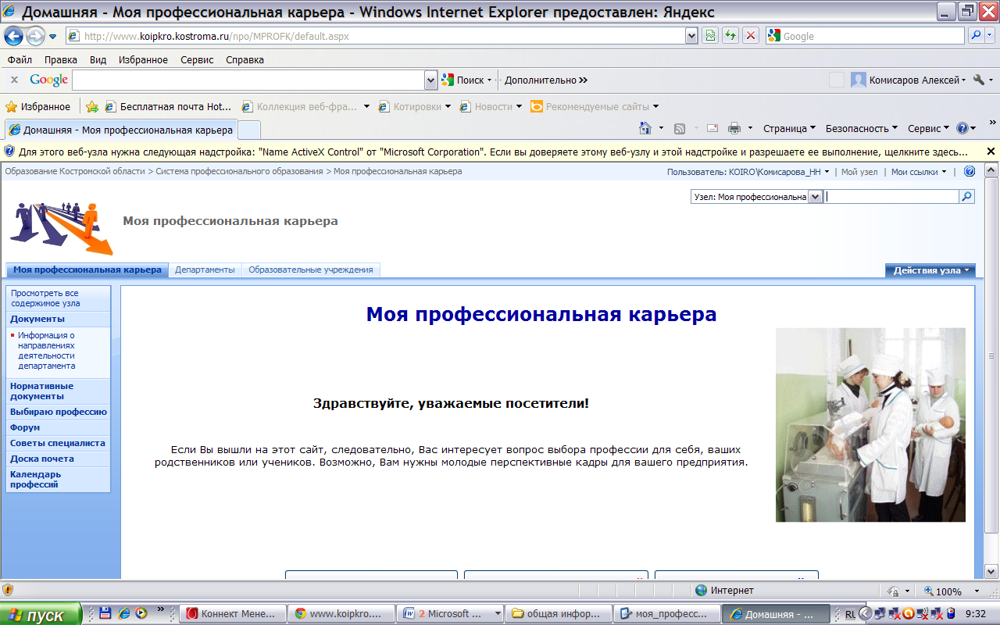 Домашняя - Моя профессиональная карьера - Windows Internet Explorer предоставлен: Яндекс
http://www.koipkro.kostroma.ru/npo/MPROFK/default.aspx
Google
Файл Правка Вид Избранное Сервис Справка
x Google Поиск Дополнительно »
Комисаров Алексей
Избранное Бесплатная почта Hot... Коллекция веб-фра... Котировки Новости Рекомендуемые сайты
Домашняя - Моя профессиональная карьера
Страница Безопасность Сервис »
Для этого веб-узла нужна следующая надстройка: "Name ActiveX Control" от "Microsoft Corporation". Если вы доверяете этому веб-узлу и этой надстройке и разрешаете ее выполнение, щелкните здесь...
Образование Костромской области > Система профессионального образования > Моя профессиональная карьера
Пользователь: KOIRO\Комисарова_НН | Мой узел | Мои ссылки |
Узел: Моя профессиональна
Моя профессиональная карьера
Моя профессиональная карьера Департаменты Образовательные учреждения
Действия узла
Просмотреть все
содержимое узла
Документы
Информация о
направлениях
деятельности
департамента
Нормативные
документы
Выбираю профессию
Форум
Советы специалиста
Доска почета
Календарь
профессий
Моя профессиональная карьера
Здравствуйте, уважаемые посетители!
Если Вы вышли на этот сайт, следовательно, Вас интересует вопрос выбора профессии для себя, ваших
родственников или учеников. Возможно, Вам нужны молодые перспективные кадры для вашего предприятия.
Интернет
100%
пуск
»
Коннект Мене...
www.koipkro....
2 Microsoft ...
общая инфор...
моя_професс...
Домашняя - ...
RL
9:32